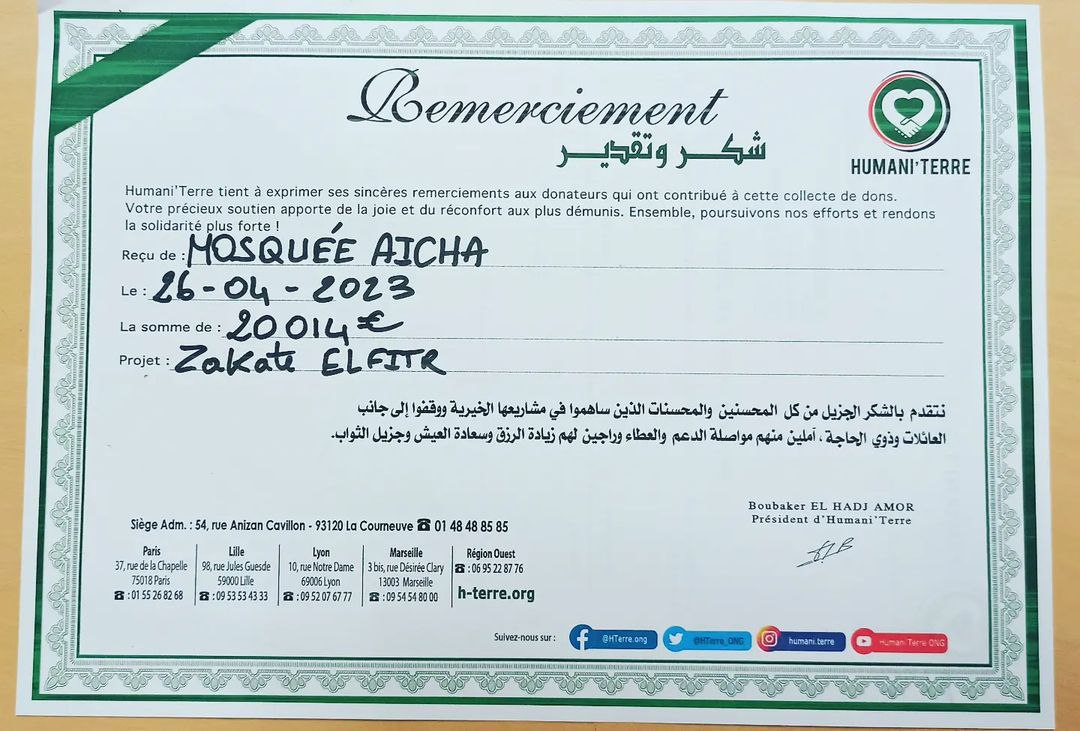 Remerciement
شكر وتقدير
HUMANI'TERRE
Humani'Terre tient à exprimer ses sincères remerciements aux donateurs qui ont contribué à cette collecte de dons.
Votre précieux soutien apporte de la joie et du réconfort aux plus démunis. Ensemble, poursuivons nos efforts et rendons
la solidarité plus forte !
Reçu de : MOSQUÉE AICHA
Le : 26-04-2023
La somme de : 20014€
Projet : Zakate ELFITR
نتقدم بالشكر الجزيل من كل المحسنين والمحسنات الذين ساهموا في مشاريعها الخيرية ووقفوا إلى جانب
العائلات وذوي الحاجة، آملين منهم مواصلة الدعم والعطاء وراجين لهم زيادة الرزق وسعادة العيش وجزيل الثواب.
Boubaker EL HADJ AMOR
Président d'Humani'Terre
Siège Adm. : 54, rue Anizan Cavillon - 93120 La Courneuve ☎ 01 48 48 85 85
Paris
37, rue de la Chapelle
75018 Paris
☎ : 01 55 26 82 68
Lille
98, rue Jules Guesde
59000 Lille
☎ : 09 53 53 43 33
Lyon
10, rue Notre Dame
69006 Lyon
☎ : 09 52 07 67 77
Marseille
3 bis, rue Désirée Clary
13003 Marseille
☎ : 09 54 54 80 00
Région Ouest
☎ : 06 95 22 87 76
h-terre.org
Suivez-nous sur :
@HTerre.ong
@HTerre_ONG
humani.terre
Humani'Terre ONG